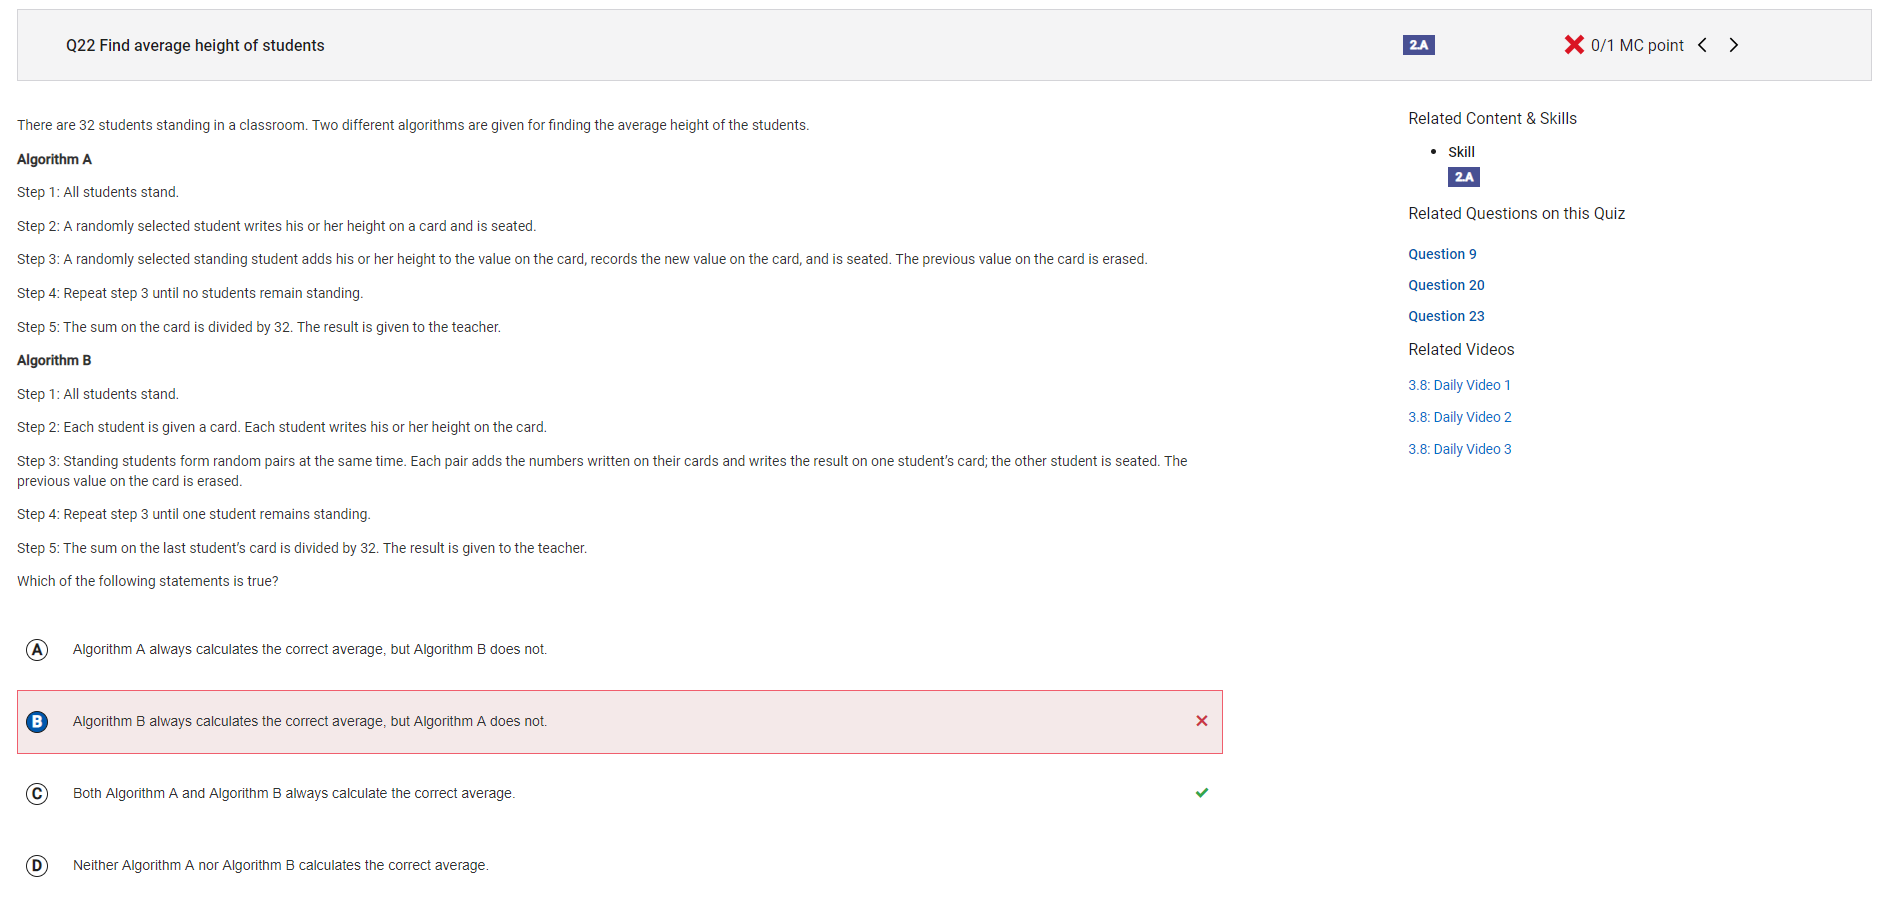 Q22 Find average height of students
2.A
0/1 MC point
There are 32 students standing in a classroom. Two different algorithms are given for finding the average height of the students.
Algorithm A
Step 1: All students stand.
Step 2: A randomly selected student writes his or her height on a card and is seated.
Step 3: A randomly selected standing student adds his or her height to the value on the card, records the new value on the card, and is seated. The previous value on the card is erased.
Step 4: Repeat step 3 until no students remain standing.
Step 5: The sum on the card is divided by 32. The result is given to the teacher.
Algorithm B
Step 1: All students stand.
Step 2: Each student is given a card. Each student writes his or her height on the card.
Step 3: Standing students form random pairs at the same time. Each pair adds the numbers written on their cards and writes the result on one student’s card; the other student is seated. The
previous value on the card is erased.
Step 4: Repeat step 3 until one student remains standing.
Step 5: The sum on the last student’s card is divided by 32. The result is given to the teacher.
Which of the following statements is true?
A Algorithm A always calculates the correct average, but Algorithm B does not.
B Algorithm B always calculates the correct average, but Algorithm A does not.
C Both Algorithm A and Algorithm B always calculate the correct average.
D Neither Algorithm A nor Algorithm B calculates the correct average.
Related Content & Skills
• Skill
2.A
Related Questions on this Quiz
Question 9
Question 20
Question 23
Related Videos
3.8: Daily Video 1
3.8: Daily Video 2
3.8: Daily Video 3